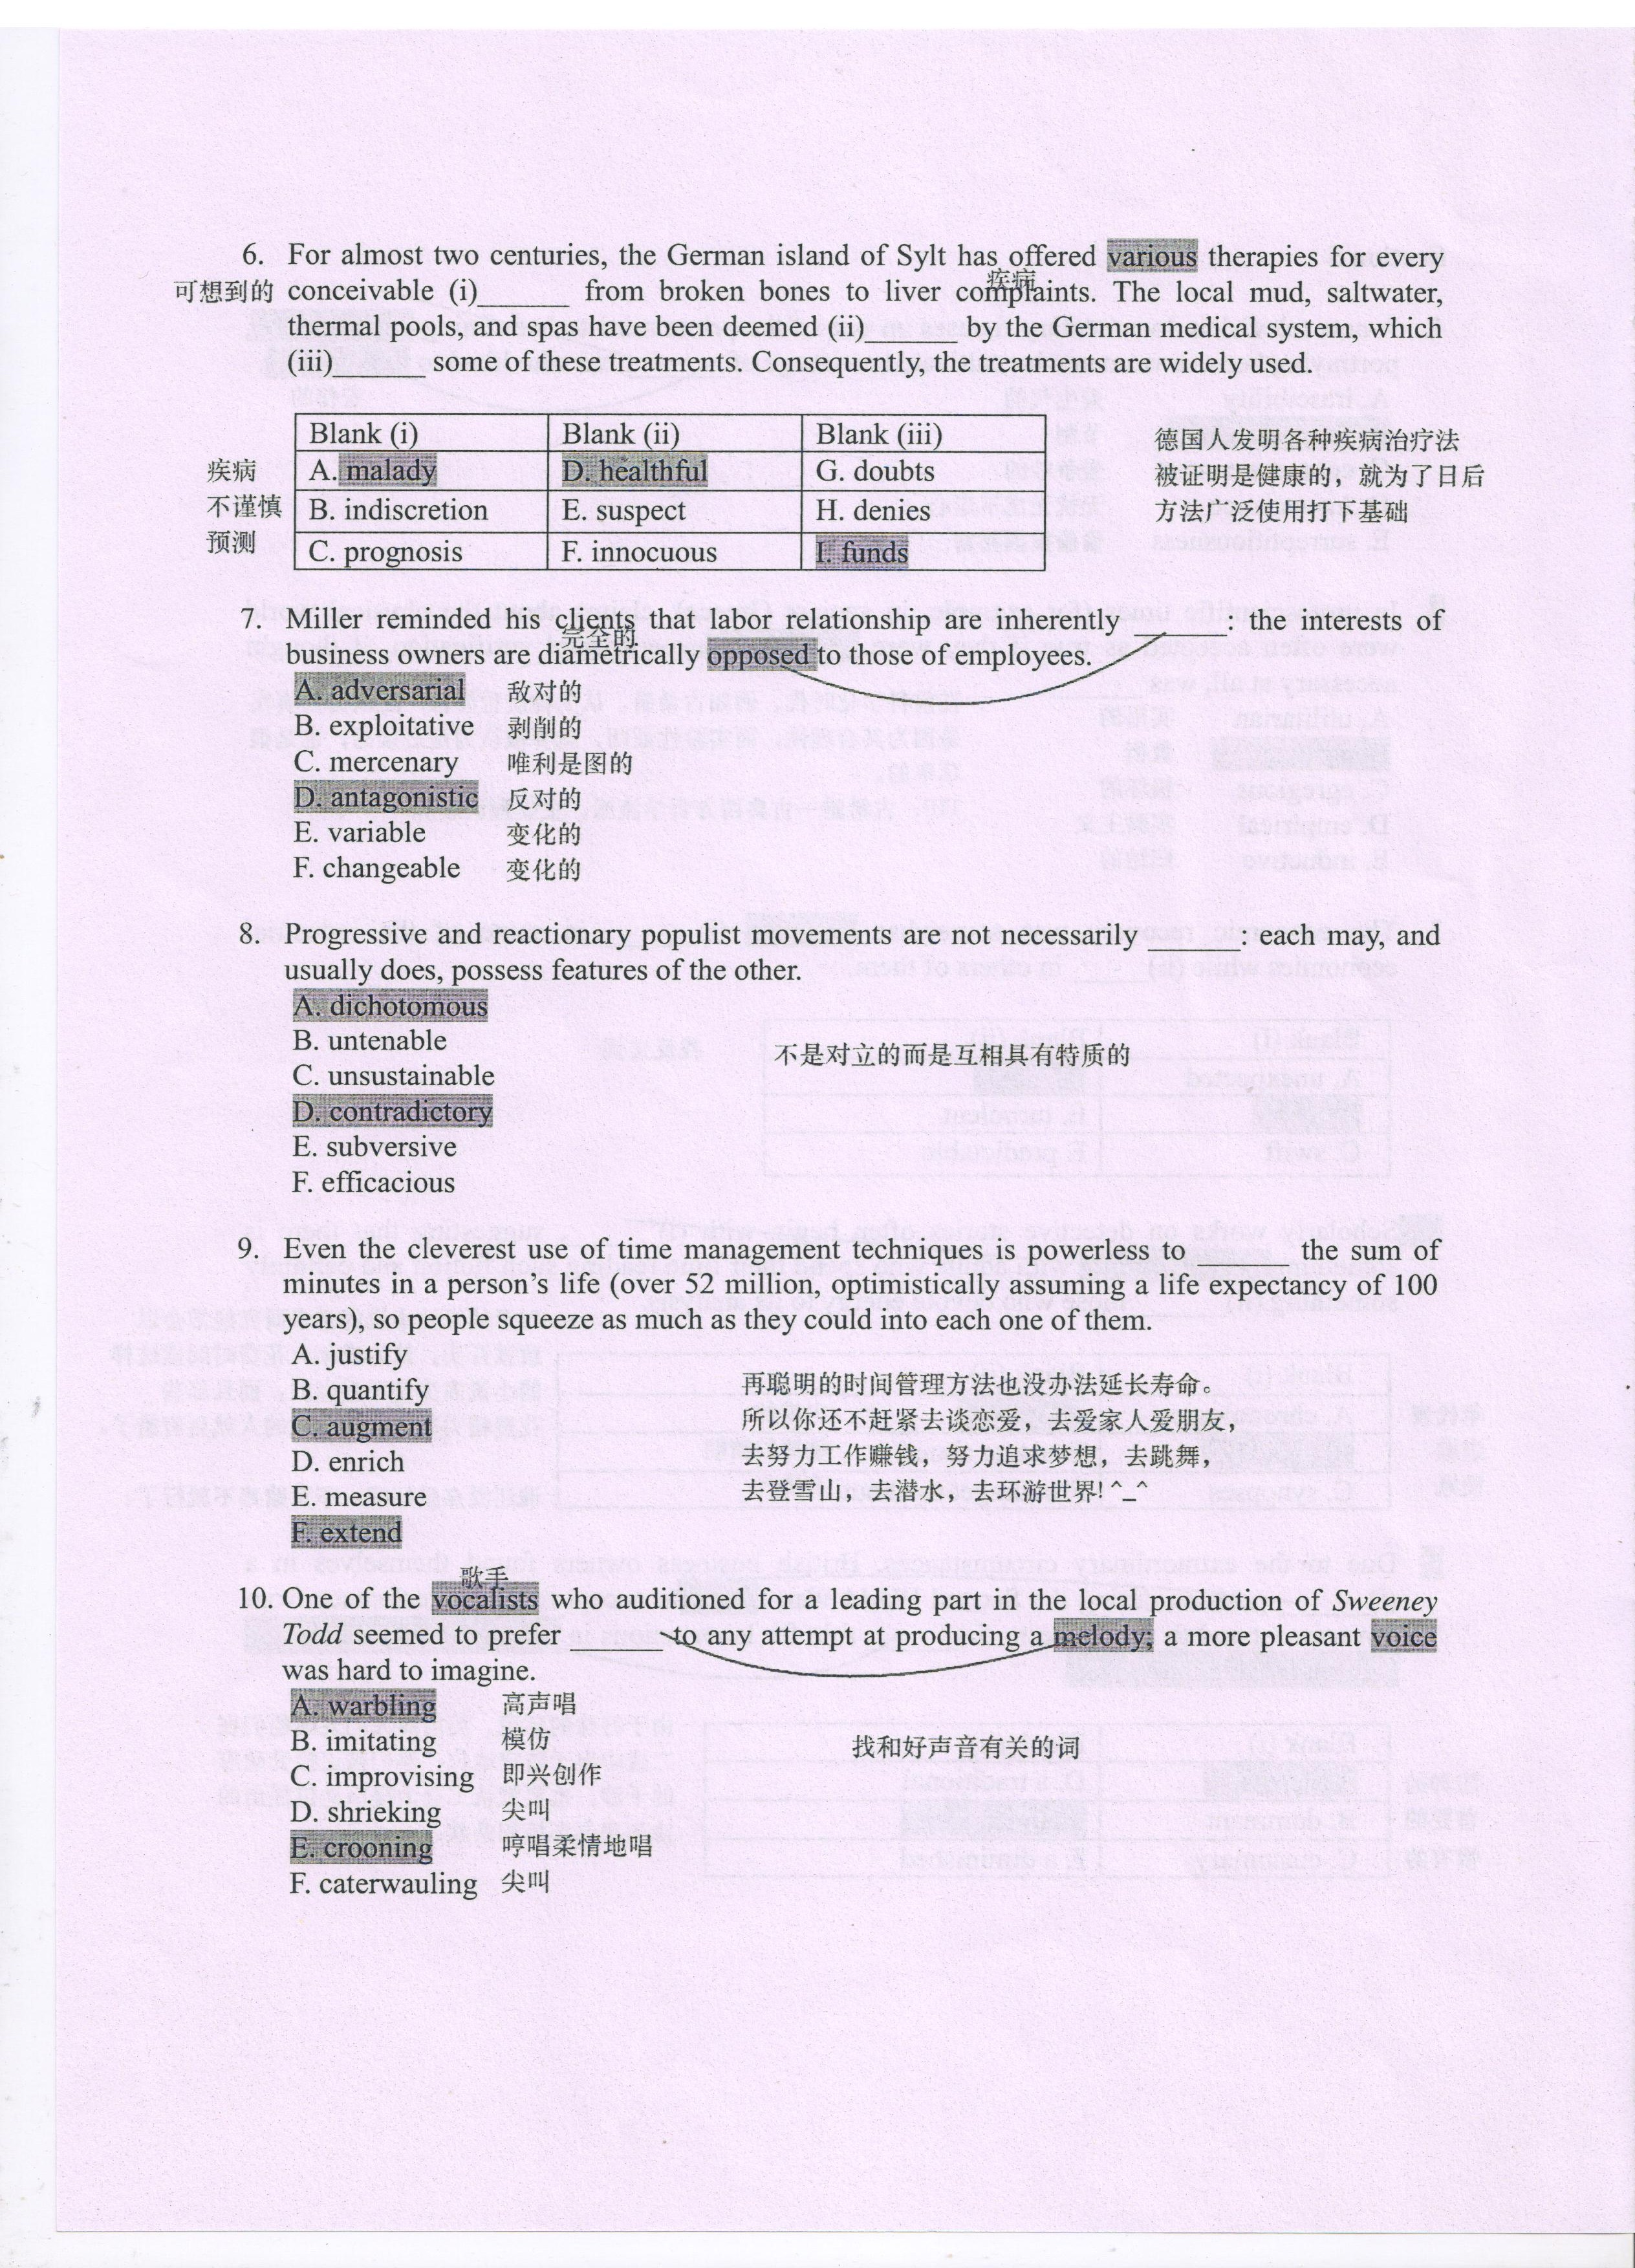 6. For almost two centuries, the German island of Sylt has offered various therapies for every
疾病
可想到的 conceivable (i)______ from broken bones to liver complaints. The local mud, saltwater,
thermal pools, and spas have been deemed (ii)______ by the German medical system, which
(iii)______ some of these treatments. Consequently, the treatments are widely used.
Blank (i) Blank (ii) Blank (iii)
疾病 A. malady D. healthful G. doubts
不谨慎 B. indiscretion E. suspect H. denies
预测 C. prognosis F. innocuous I. funds
德国人发明各种疾病治疗法
被证明是健康的，就为了日后
方法广泛使用打下基础
7. Miller reminded his clients that labor relationship are inherently ______: the interests of
完全的
business owners are diametrically opposed to those of employees.
A. adversarial 敌对的
B. exploitative 剥削的
C. mercenary 唯利是图的
D. antagonistic 反对的
E. variable 变化的
F. changeable 变化的
8. Progressive and reactionary populist movements are not necessarily ______: each may, and
usually does, possess features of the other.
A. dichotomous
B. untenable
不是对立的而是互相具有特质的
C. unsustainable
D. contradictory
E. subversive
F. efficacious
9. Even the cleverest use of time management techniques is powerless to ______ the sum of
minutes in a person's life (over 52 million, optimistically assuming a life expectancy of 100
years), so people squeeze as much as they could into each one of them.
A. justify
B. quantify
C. augment
D. enrich
E. measure
F. extend
再聪明的时间管理方法也没办法延长寿命。
所以你还不赶紧去谈恋爱，去爱家人爱朋友，
去努力工作赚钱，努力追求梦想，去跳舞，
去登雪山，去潜水，去环游世界!^_^
歌手
10. One of the vocalists who auditioned for a leading part in the local production of Sweeney
Todd seemed to prefer ______ to any attempt at producing a melody; a more pleasant voice
was hard to imagine.
A. warbling 高声唱
B. imitating 模仿
C. improvising 即兴创作
D. shrieking 尖叫
E. crooning 哼唱柔情地唱
F. caterwauling 尖叫
找和好声音有关的词